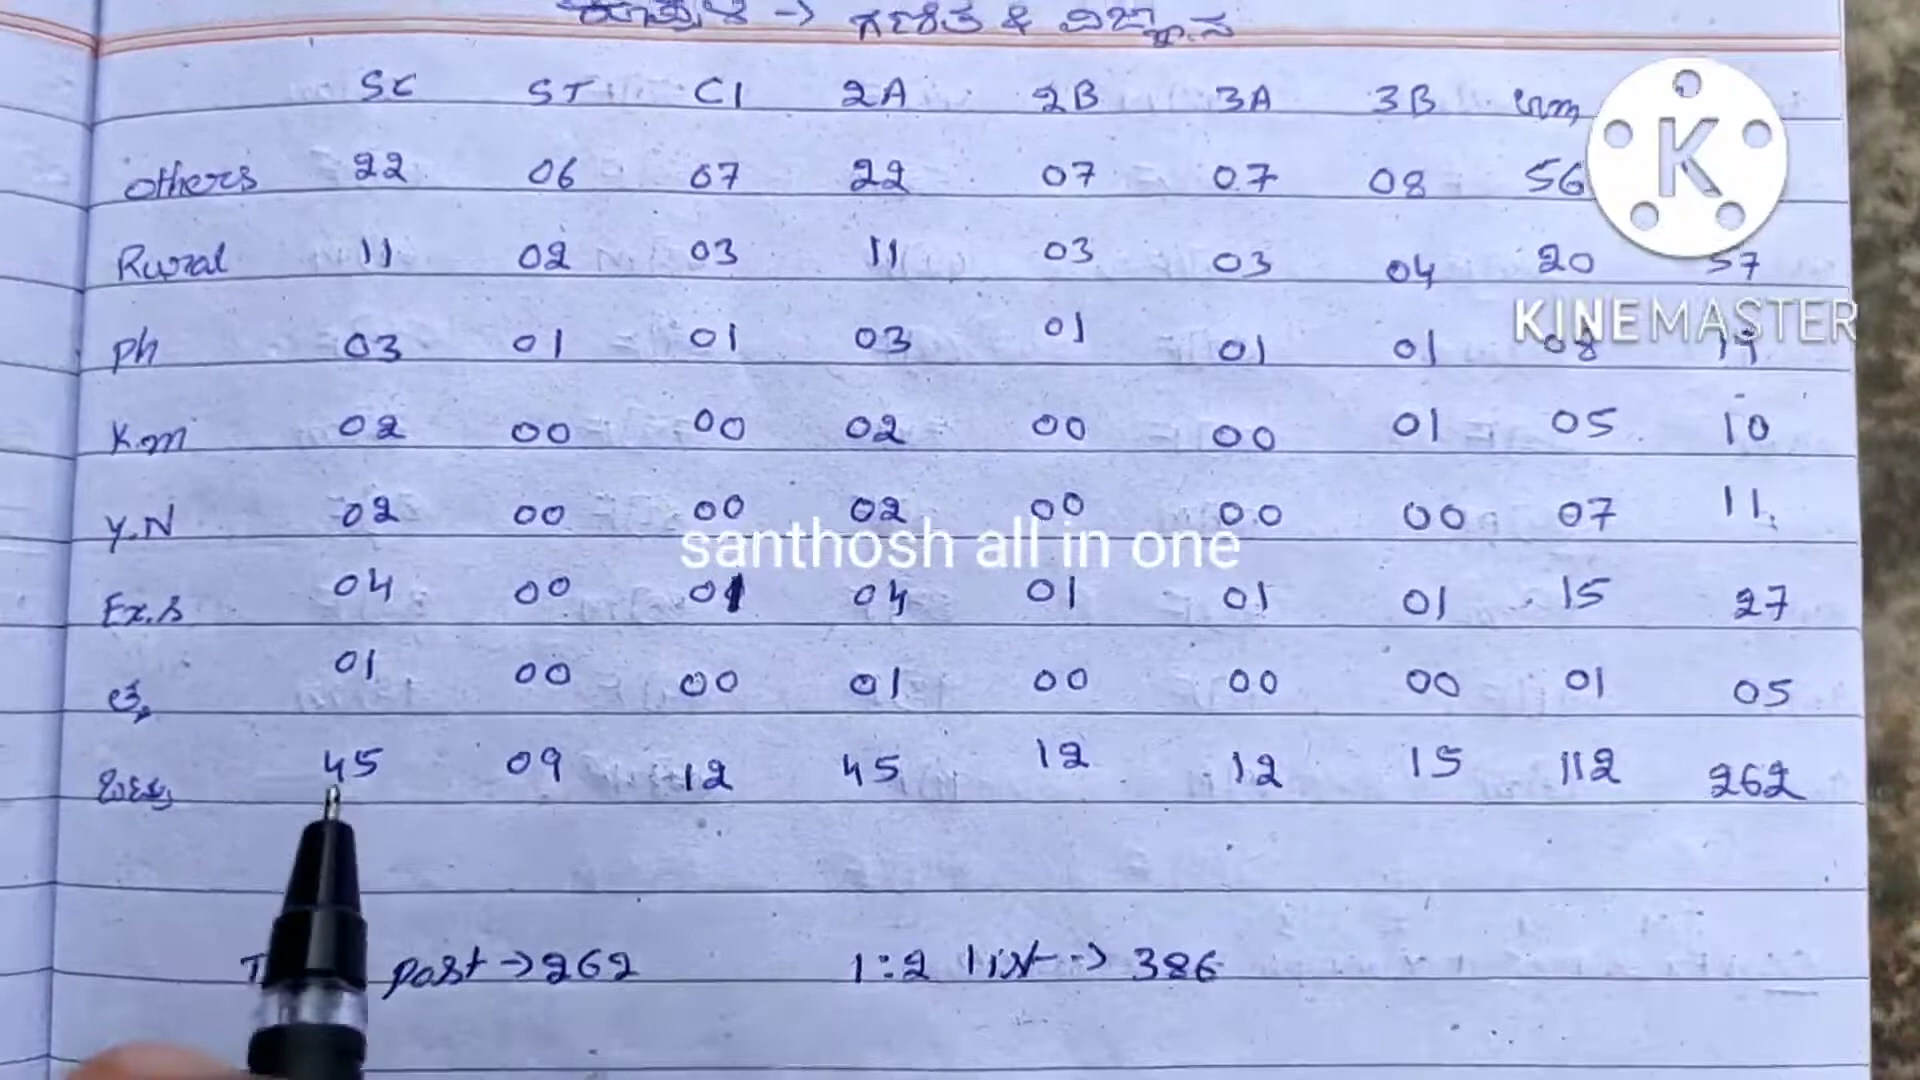 -> ಗಣಿತ & ವಿಜ್ಞಾನ
SC ST C1 2A 2B 3A 3B
others 22 06 07 22 07 07 08 56
Rural 11 02 03 11 03 03 04 20 57
ph 03 01 01 03 01 01 01 08 19
K.m 02 00 00 02 00 00 01 05 10
Y.N 02 00 00 02 00 00 00 07 11
Ex.s 04 00 01 04 01 01 01 15 27
01 00 00 01 00 00 00 01 05
ಒಟ್ಟು 45 09 12 45 12 12 15 112 262
post -> 262 1:2 list -> 386
KINEMASTER
santhosh all in one